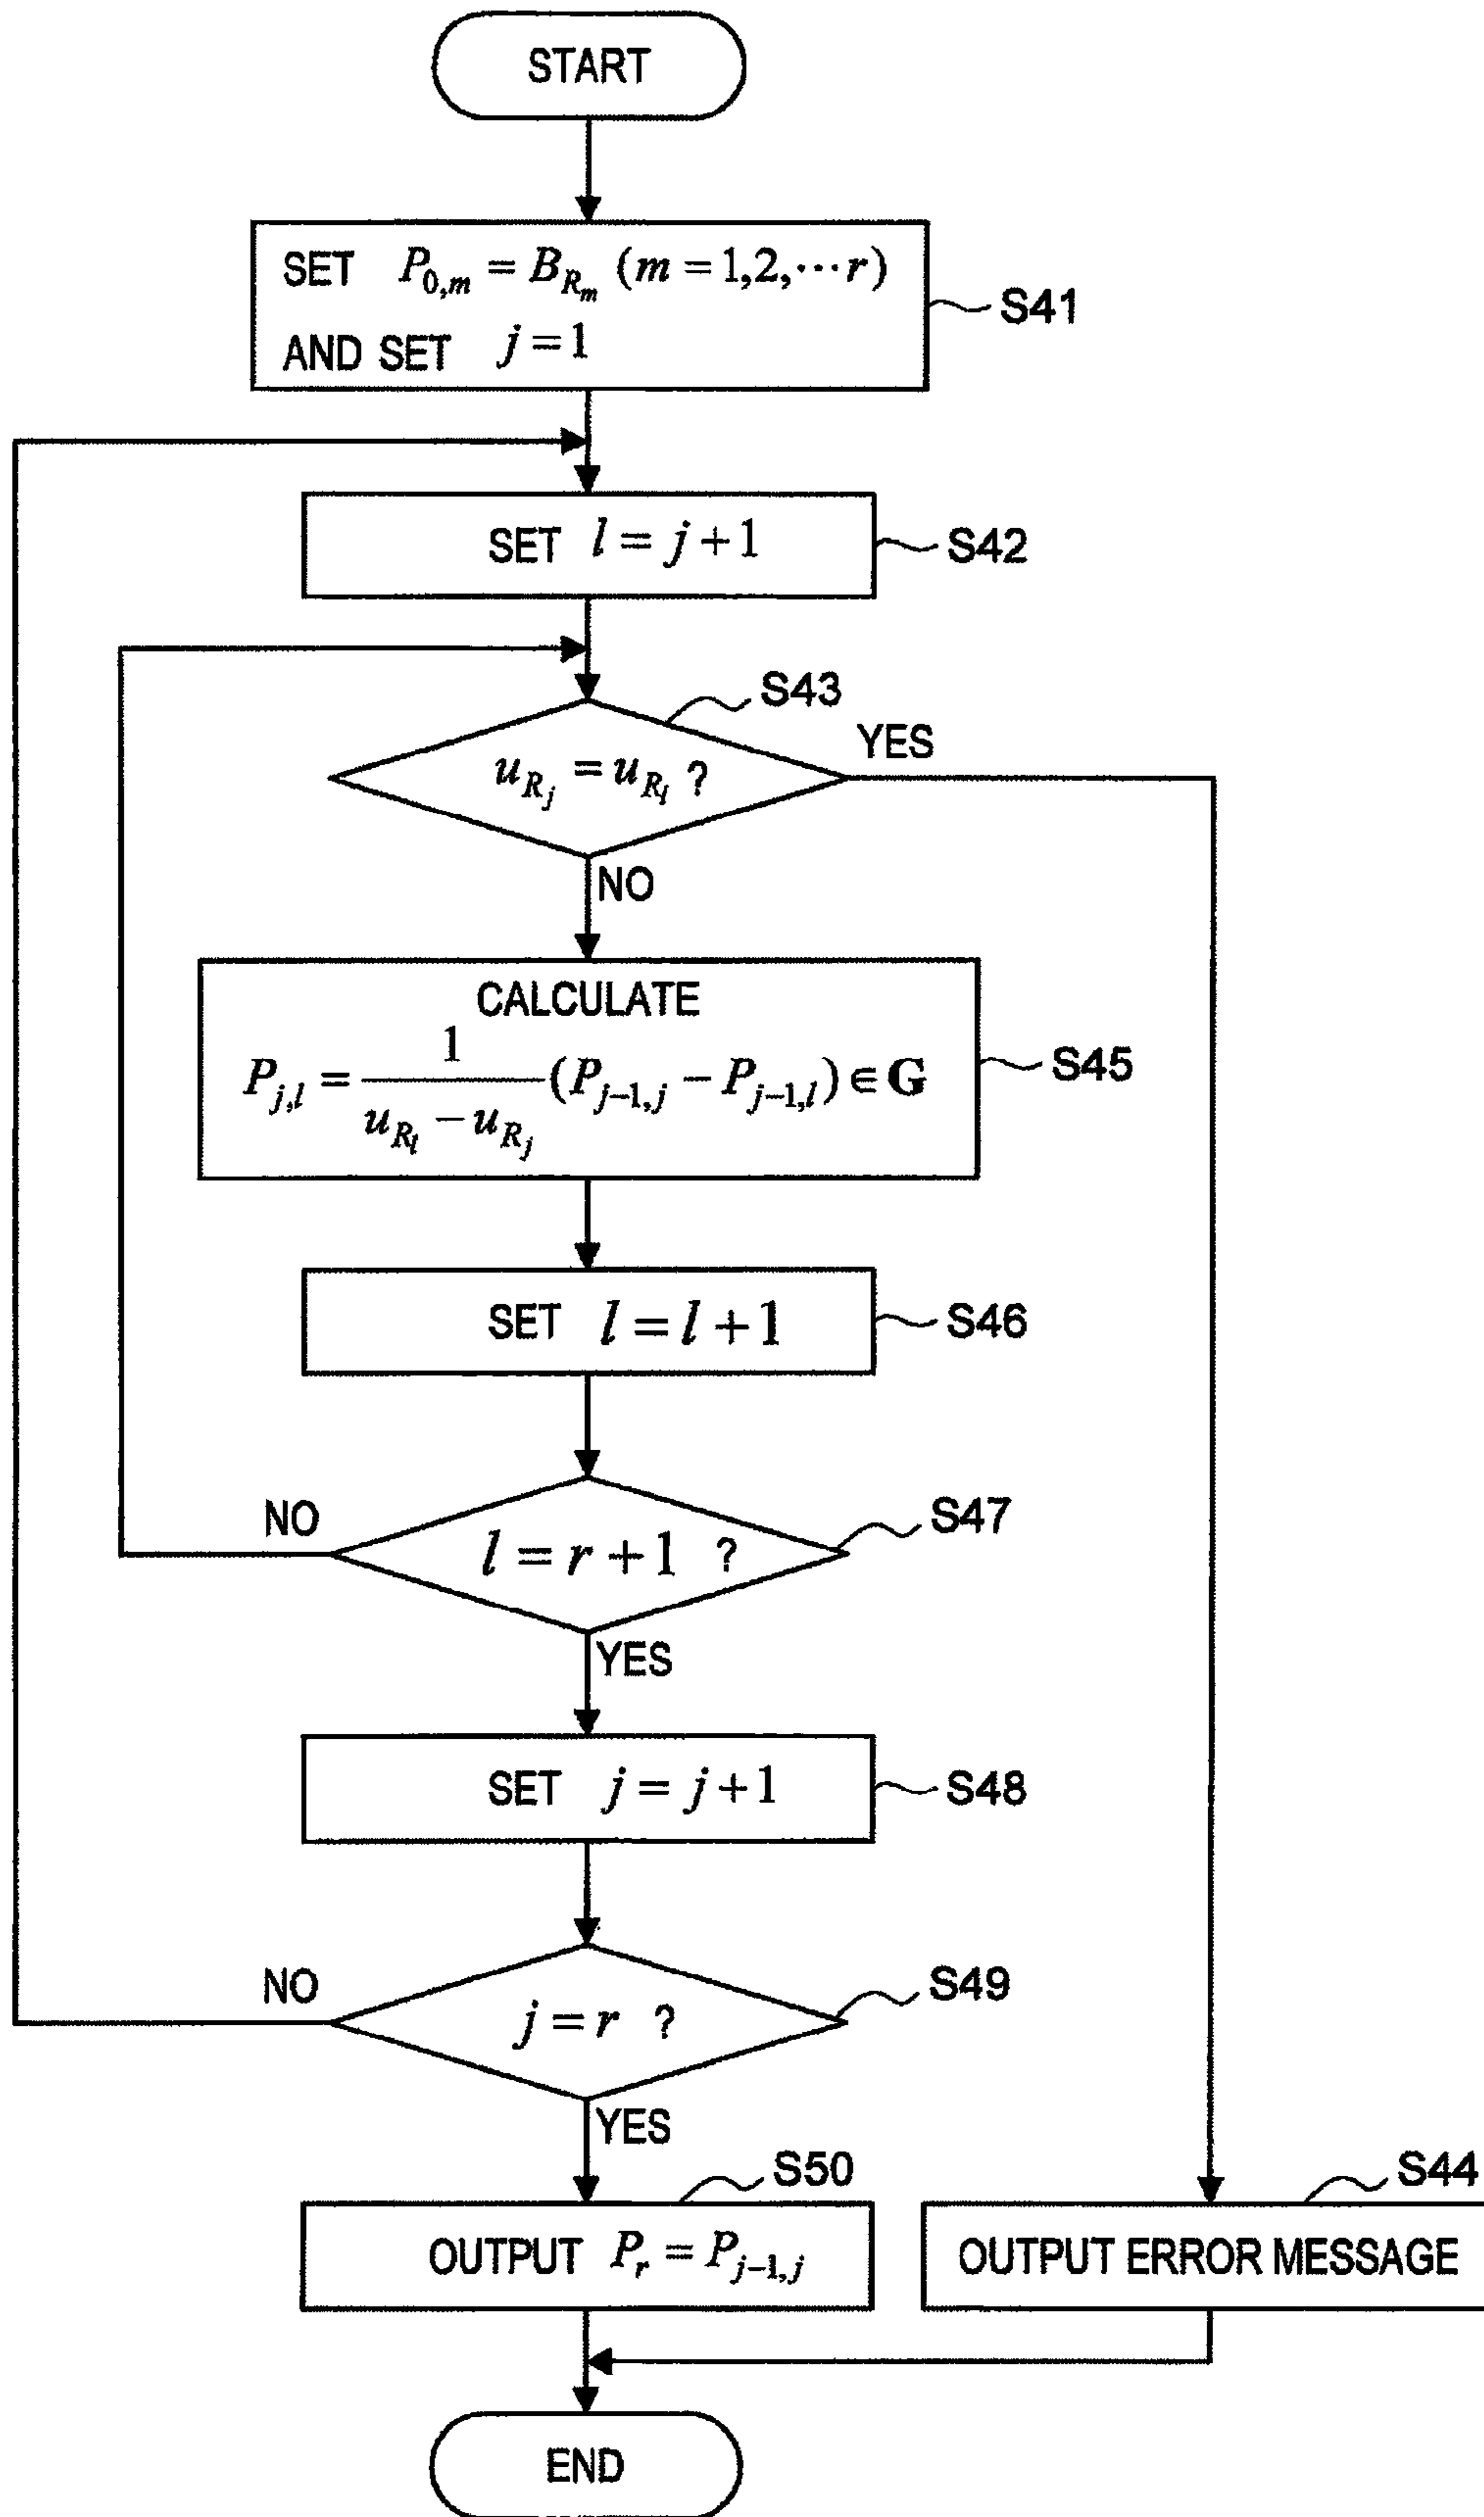 START
SET P_{0,m} = B_{R_m} (m = 1,2,⋯r)
AND SET j = 1
S41
SET l = j + 1
S42
S43
u_{R_j} = u_{R_l} ?
YES
NO
CALCULATE
P_{j,l} = \frac{1}{u_{R_l} - u_{R_j}} (P_{j-1,j} - P_{j-1,l}) ∈ G
S45
SET l = l + 1
S46
NO
l = r + 1 ?
S47
YES
SET j = j + 1
S48
NO
j = r ?
S49
YES
S50
OUTPUT P_r = P_{j-1,j}
S44
OUTPUT ERROR MESSAGE
END